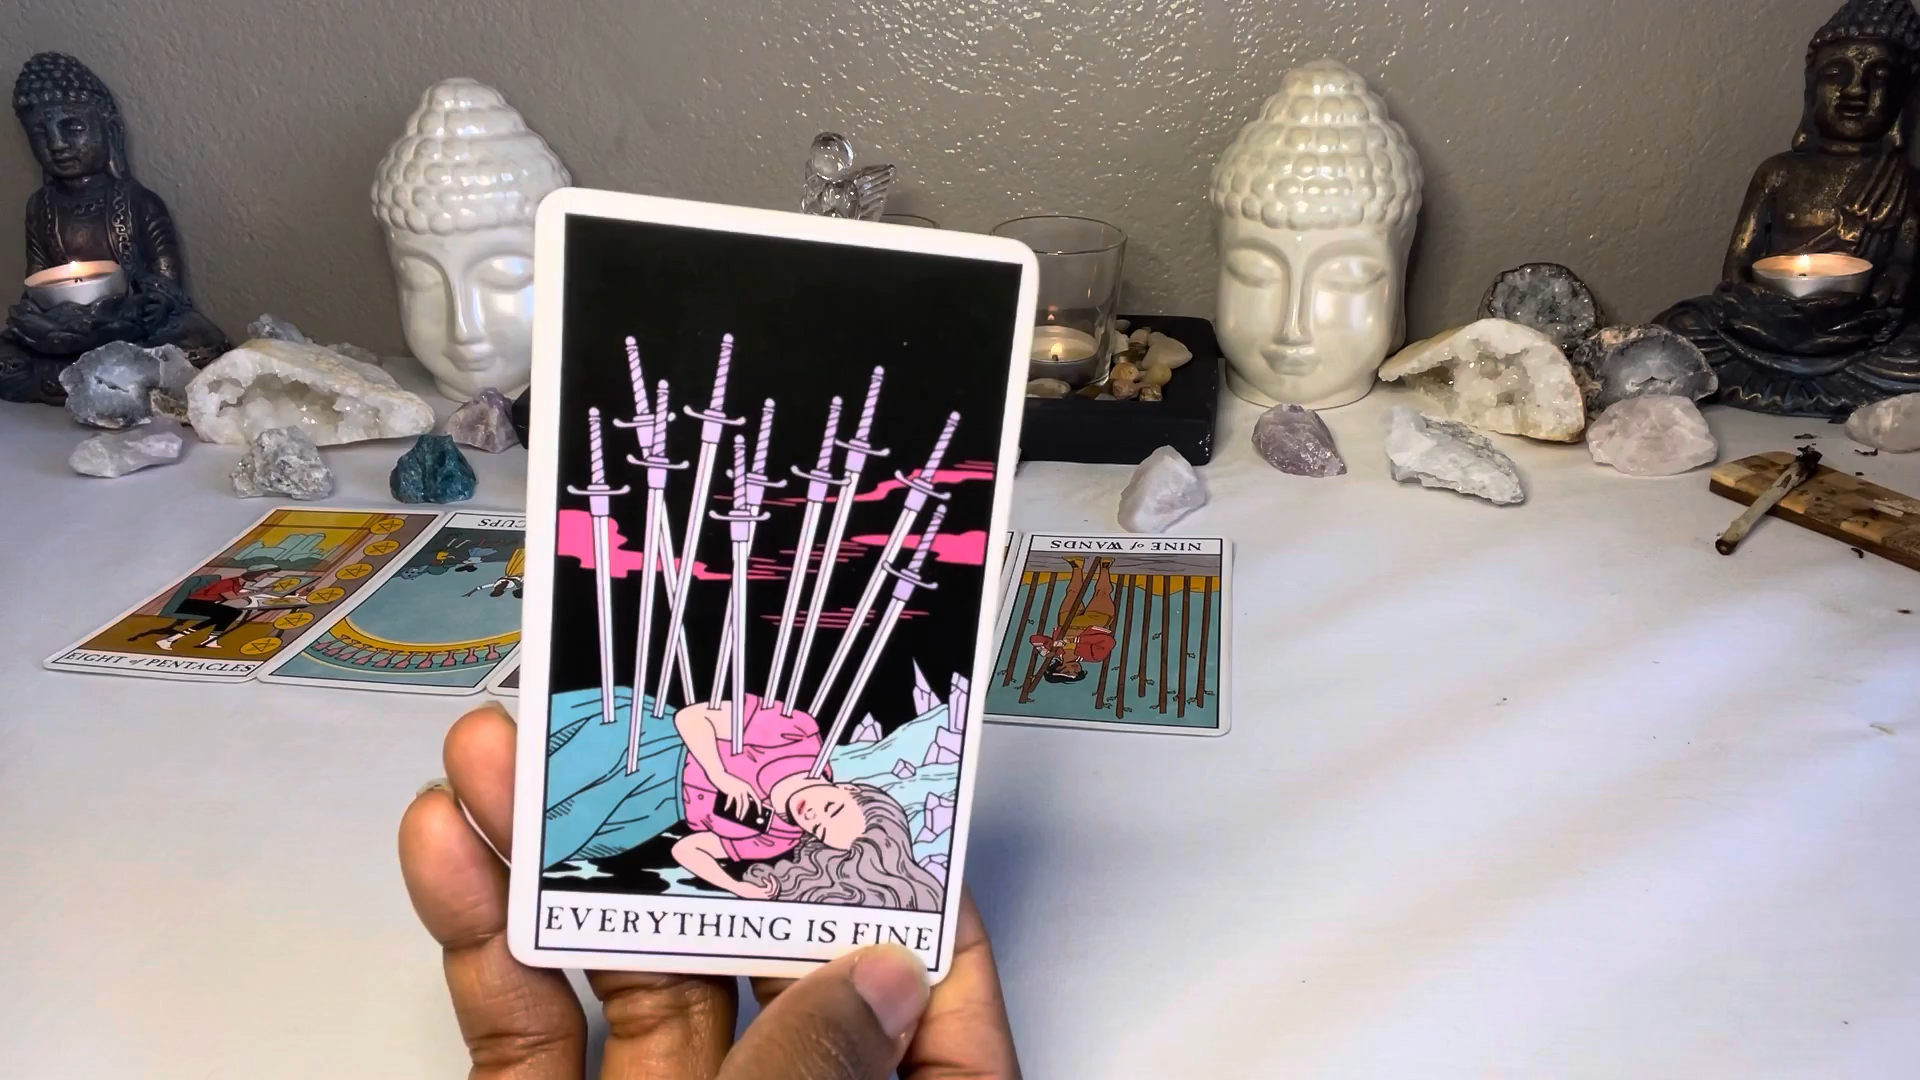 EVERYTHING IS FINE
EIGHT of PENTACLES
CUPS
NINE of WANDS